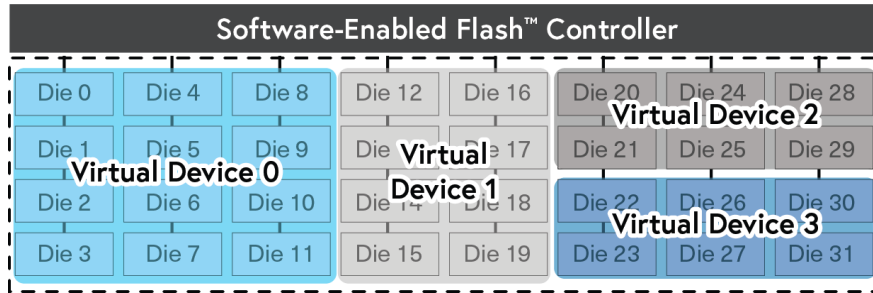 Software-Enabled Flash™ Controller
Die 0 Die 4 Die 8 Die 12 Die 16 Die 20 Die 24 Die 28
Virtual Device 2
Die 1 Die 5 Die 9 Die 17 Die 21 Die 25 Die 29
Virtual Device 0
Virtual
Device 1
Die 2 Die 6 Die 10 Die 14 Die 18 Die 22 Die 26 Die 30
Virtual Device 3
Die 3 Die 7 Die 11 Die 15 Die 19 Die 23 Die 27 Die 31